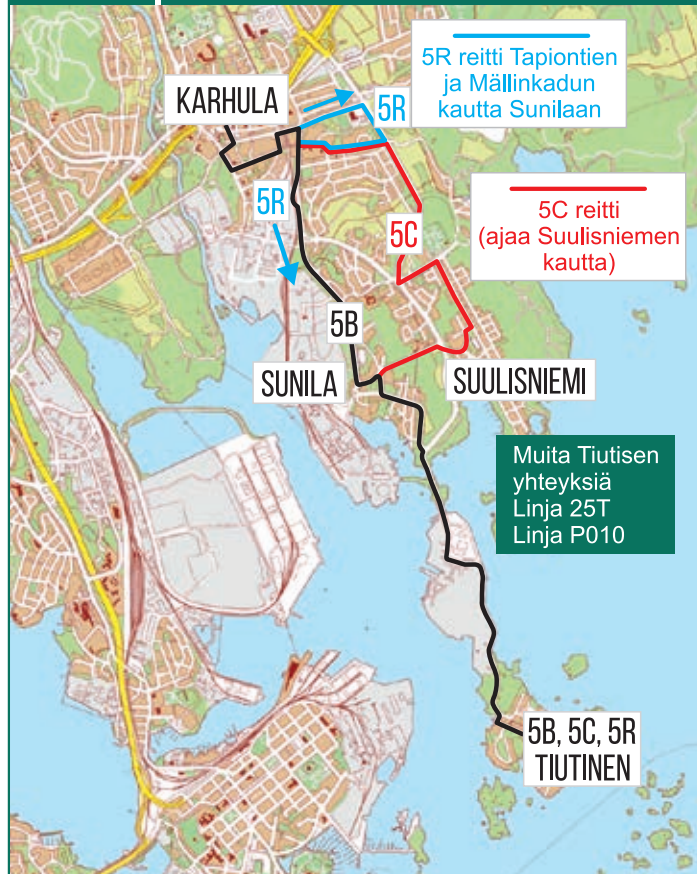 5R reitti Tapiontien
ja Mällinkadun
kautta Sunilaan
KARHULA
5R
5R
5C reitti
(ajaa Suulisniemen
kautta)
5C
5B
SUNILA
SUULISNIEMI
Muita Tiutisen
yhteyksiä
Linja 25T
Linja P010
5B, 5C, 5R
TIUTINEN